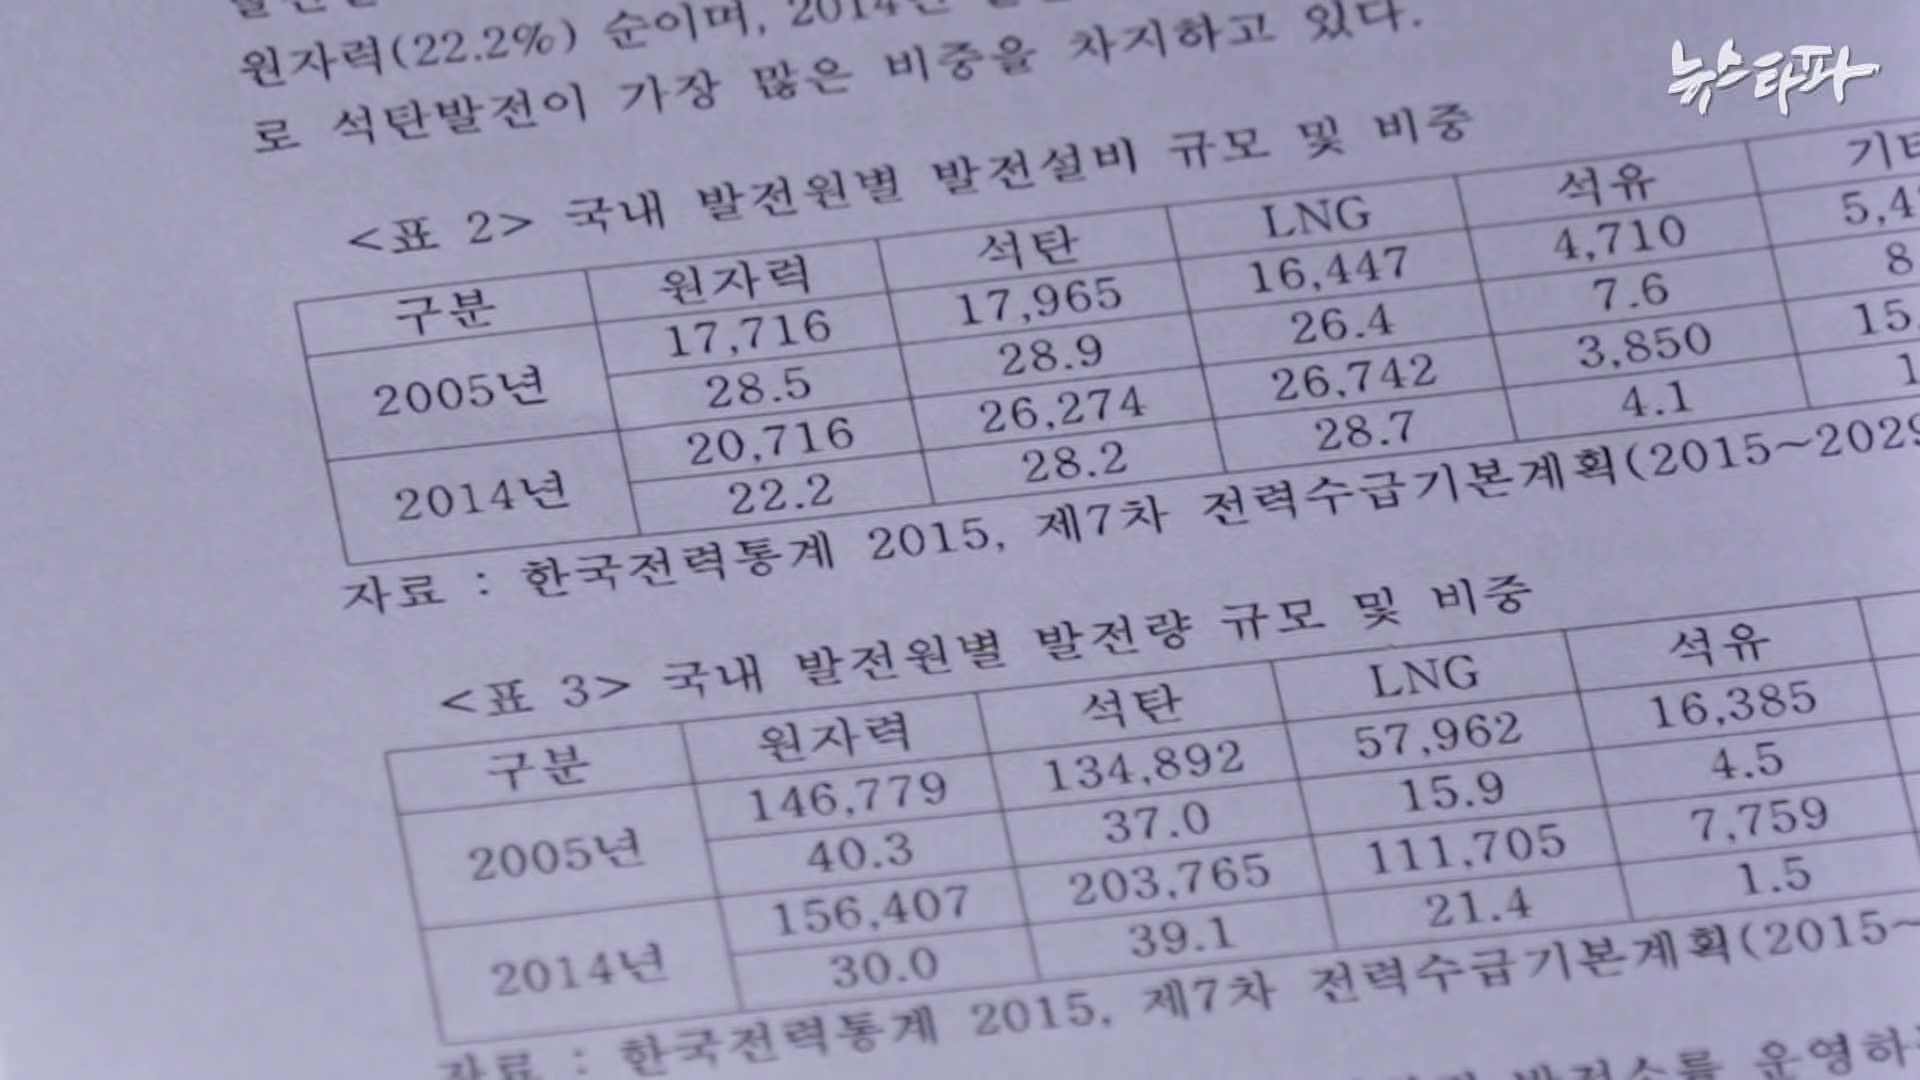 뉴스타파
원자력(22.2%) 순이며, 2014년
로 석탄발전이 가장 많은 비중을 차지하고 있다.
<표 2> 국내 발전원별 발전설비 규모 및 비중
구분 원자력 석탄 LNG 석유
2005년 17,716 17,965 16,447 4,710
28.5 28.9 26.4 7.6
2014년 20,716 26,274 26,742 3,850
22.2 28.2 28.7 4.1
자료 : 한국전력통계 2015, 제7차 전력수급기본계획(2015~2029
<표 3> 국내 발전원별 발전량 규모 및 비중
구분 원자력 석탄 LNG 석유
2005년 146,779 134,892 57,962 16,385
40.3 37.0 15.9 4.5
2014년 156,407 203,765 111,705 7,759
30.0 39.1 21.4 1.5
자료 : 한국전력통계 2015, 제7차 전력수급기본계획(2015~
발전소를 운영하